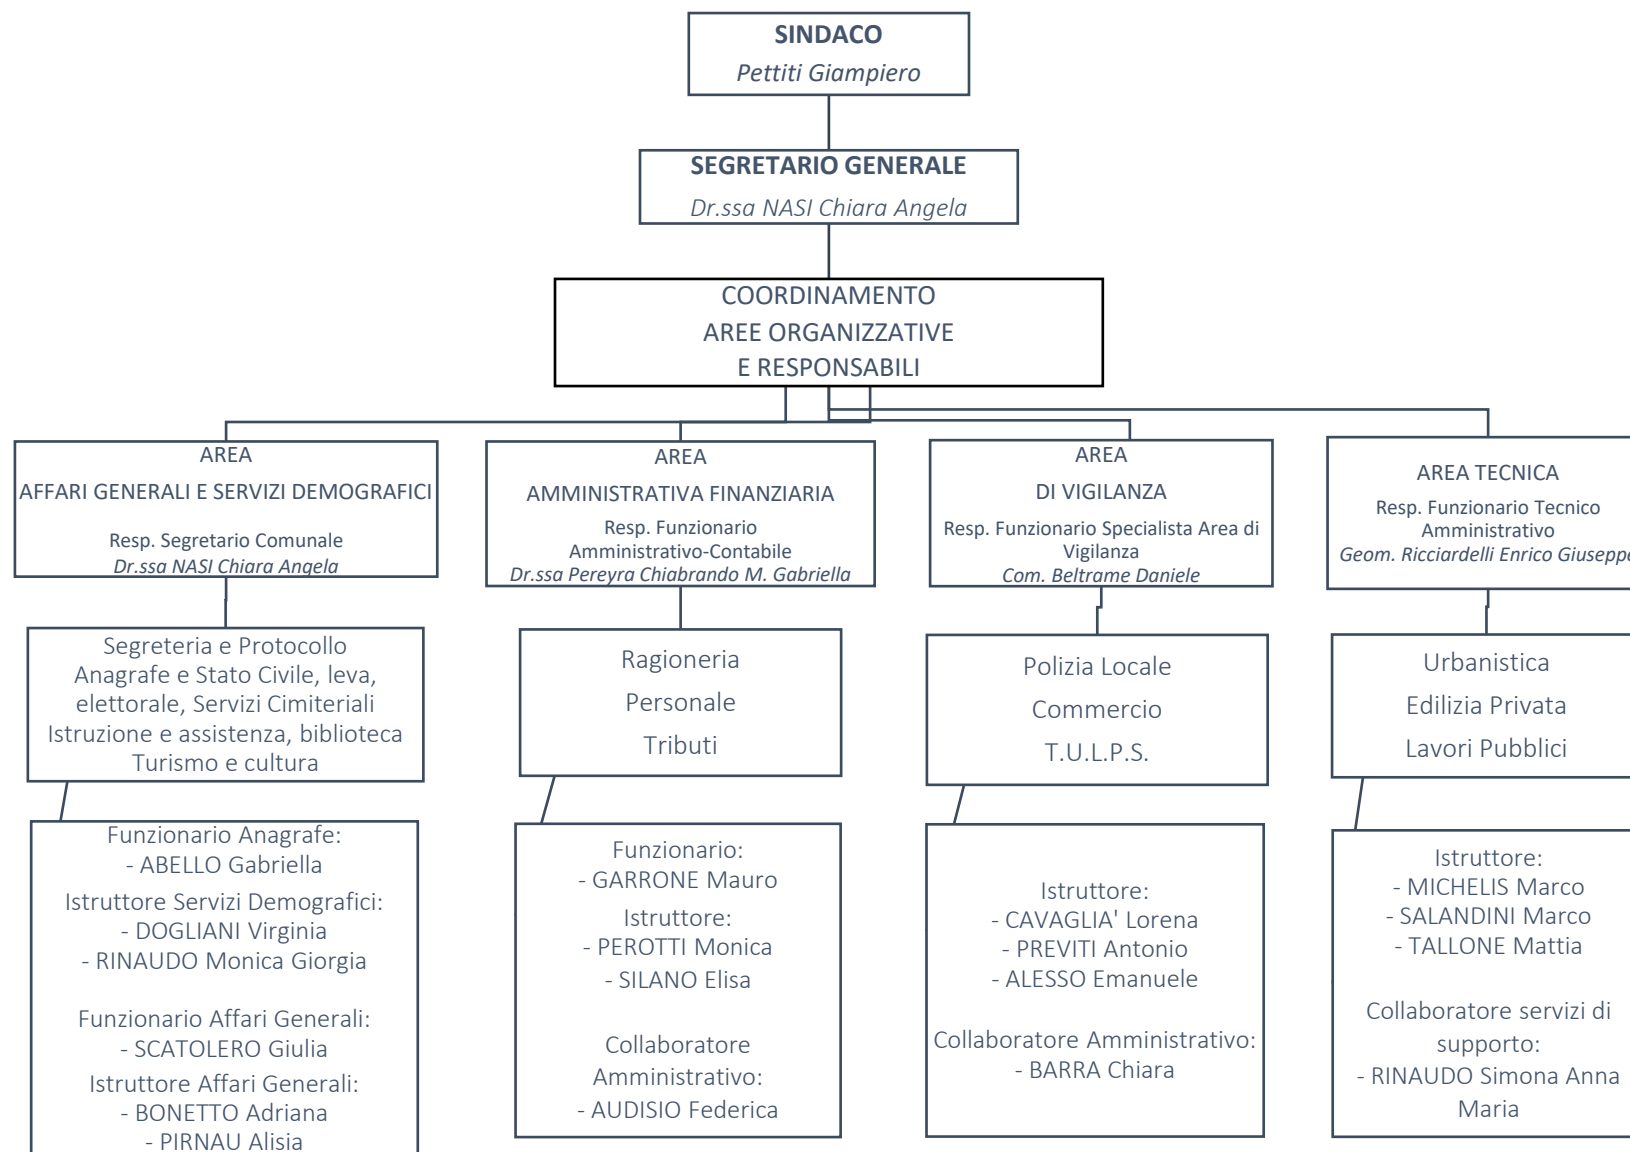 SINDACO
Pettiti Giampiero
SEGRETARIO GENERALE
Dr.ssa NASI Chiara Angela
COORDINAMENTO
AREE ORGANIZZATIVE
E RESPONSABILI
AREA
AFFARI GENERALI E SERVIZI DEMOGRAFICI
Resp. Segretario Comunale
Dr.ssa NASI Chiara Angela
AREA
AMMINISTRATIVA FINANZIARIA
Resp. Funzionario
Amministrativo-Contabile
Dr.ssa Pereyra Chiabrando M. Gabriella
AREA
DI VIGILANZA
Resp. Funzionario Specialista Area di
Vigilanza
Com. Beltrame Daniele
AREA TECNICA
Resp. Funzionario Tecnico
Amministrativo
Geom. Ricciardelli Enrico Giuseppe
Segreteria e Protocollo
Anagrafe e Stato Civile, leva,
elettorale, Servizi Cimiteriali
Istruzione e assistenza, biblioteca
Turismo e cultura
Ragioneria
Personale
Tributi
Polizia Locale
Commercio
T.U.L.P.S.
Urbanistica
Edilizia Privata
Lavori Pubblici
Funzionario Anagrafe:
- ABELLO Gabriella
Istruttore Servizi Demografici:
- DOGLIANI Virginia
- RINAUDO Monica Giorgia
Funzionario Affari Generali:
- SCATOLERO Giulia
Istruttore Affari Generali:
- BONETTO Adriana
- PIRNAU Alisia
Funzionario:
- GARRONE Mauro
Istruttore:
- PEROTTI Monica
- SILANO Elisa
Collaboratore
Amministrativo:
- AUDISIO Federica
Istruttore:
- CAVAGLIA' Lorena
- PREVITI Antonio
- ALESSO Emanuele
Collaboratore Amministrativo:
- BARRA Chiara
Istruttore:
- MICHELIS Marco
- SALANDINI Marco
- TALLONE Mattia
Collaboratore servizi di
supporto:
- RINAUDO Simona Anna
Maria